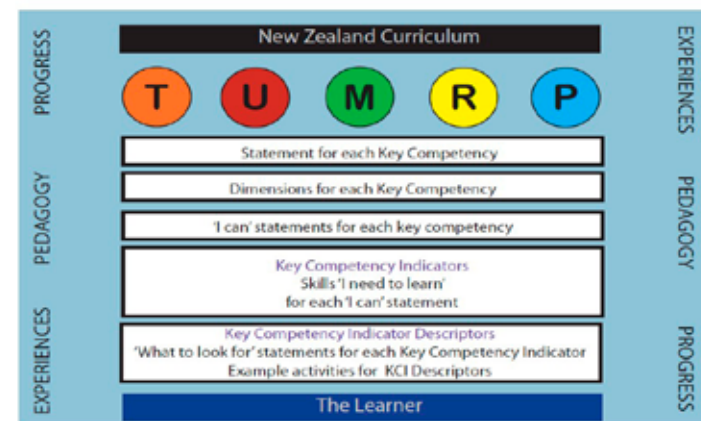 New Zealand Curriculum
T U M R P
Statement for each Key Competency
Dimensions for each Key Competency
'I can' statements for each key competency
Key Competency Indicators
Skills 'I need to learn'
for each 'I can' statement
Key Competency Indicator Descriptors
'What to look for' statements for each Key Competency Indicator
Example activities for KCI Descriptors
The Learner
PROGRESS
PEDAGOGY
EXPERIENCES
EXPERIENCES
PEDAGOGY
PROGRESS